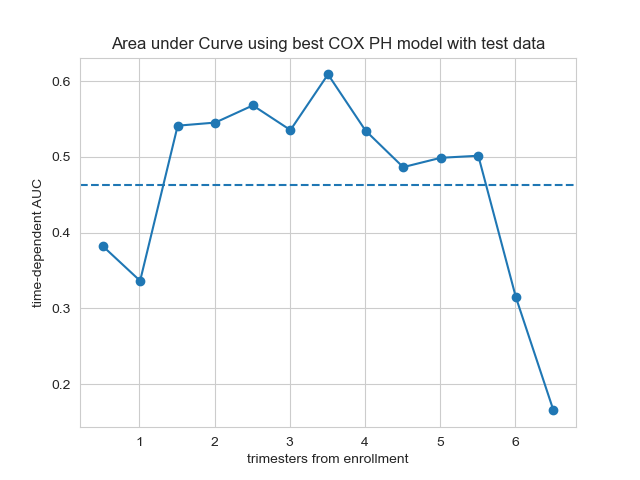 Area under Curve using best COX PH model with test data
time-dependent AUC
0.6
0.5
0.4
0.3
0.2
1 2 3 4 5 6
trimesters from enrollment